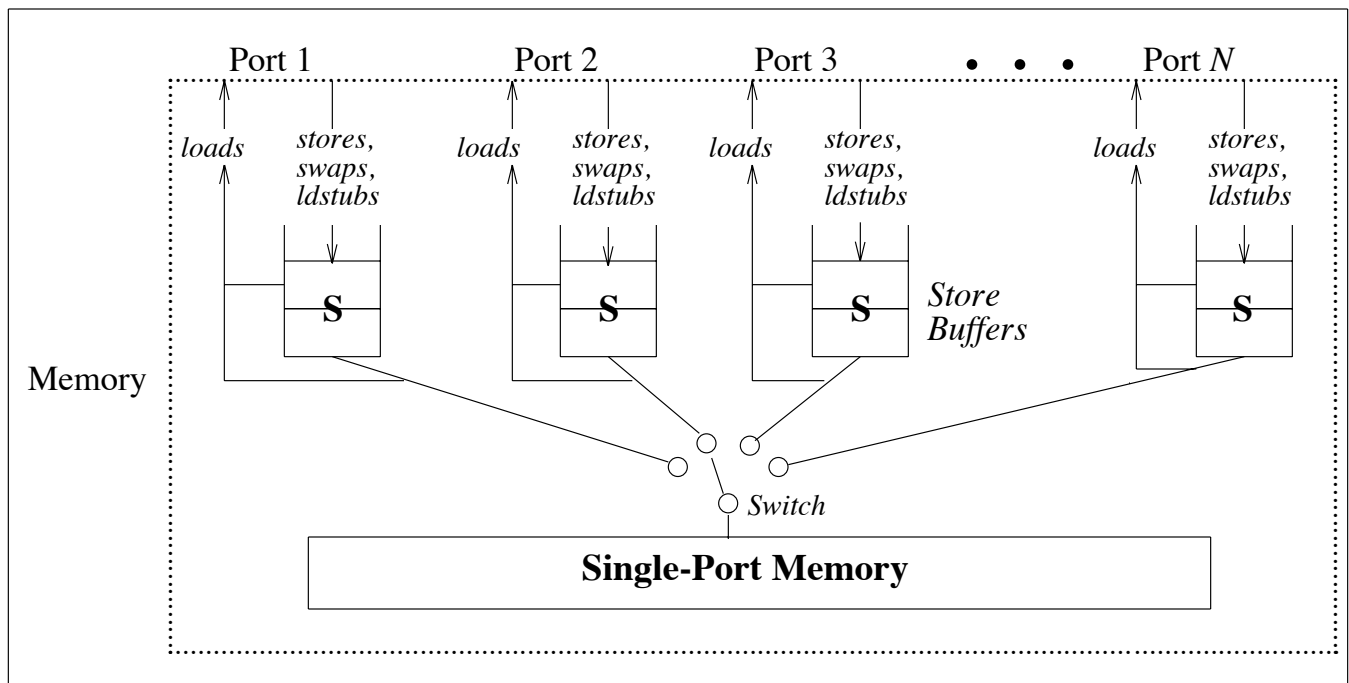 Port 1
Port 2
Port 3
• • •
Port N
loads
stores,
swaps,
ldstubs
loads
stores,
swaps,
ldstubs
loads
stores,
swaps,
ldstubs
loads
stores,
swaps,
ldstubs
S
S
S
S
Store
Buffers
Memory
Switch
Single-Port Memory